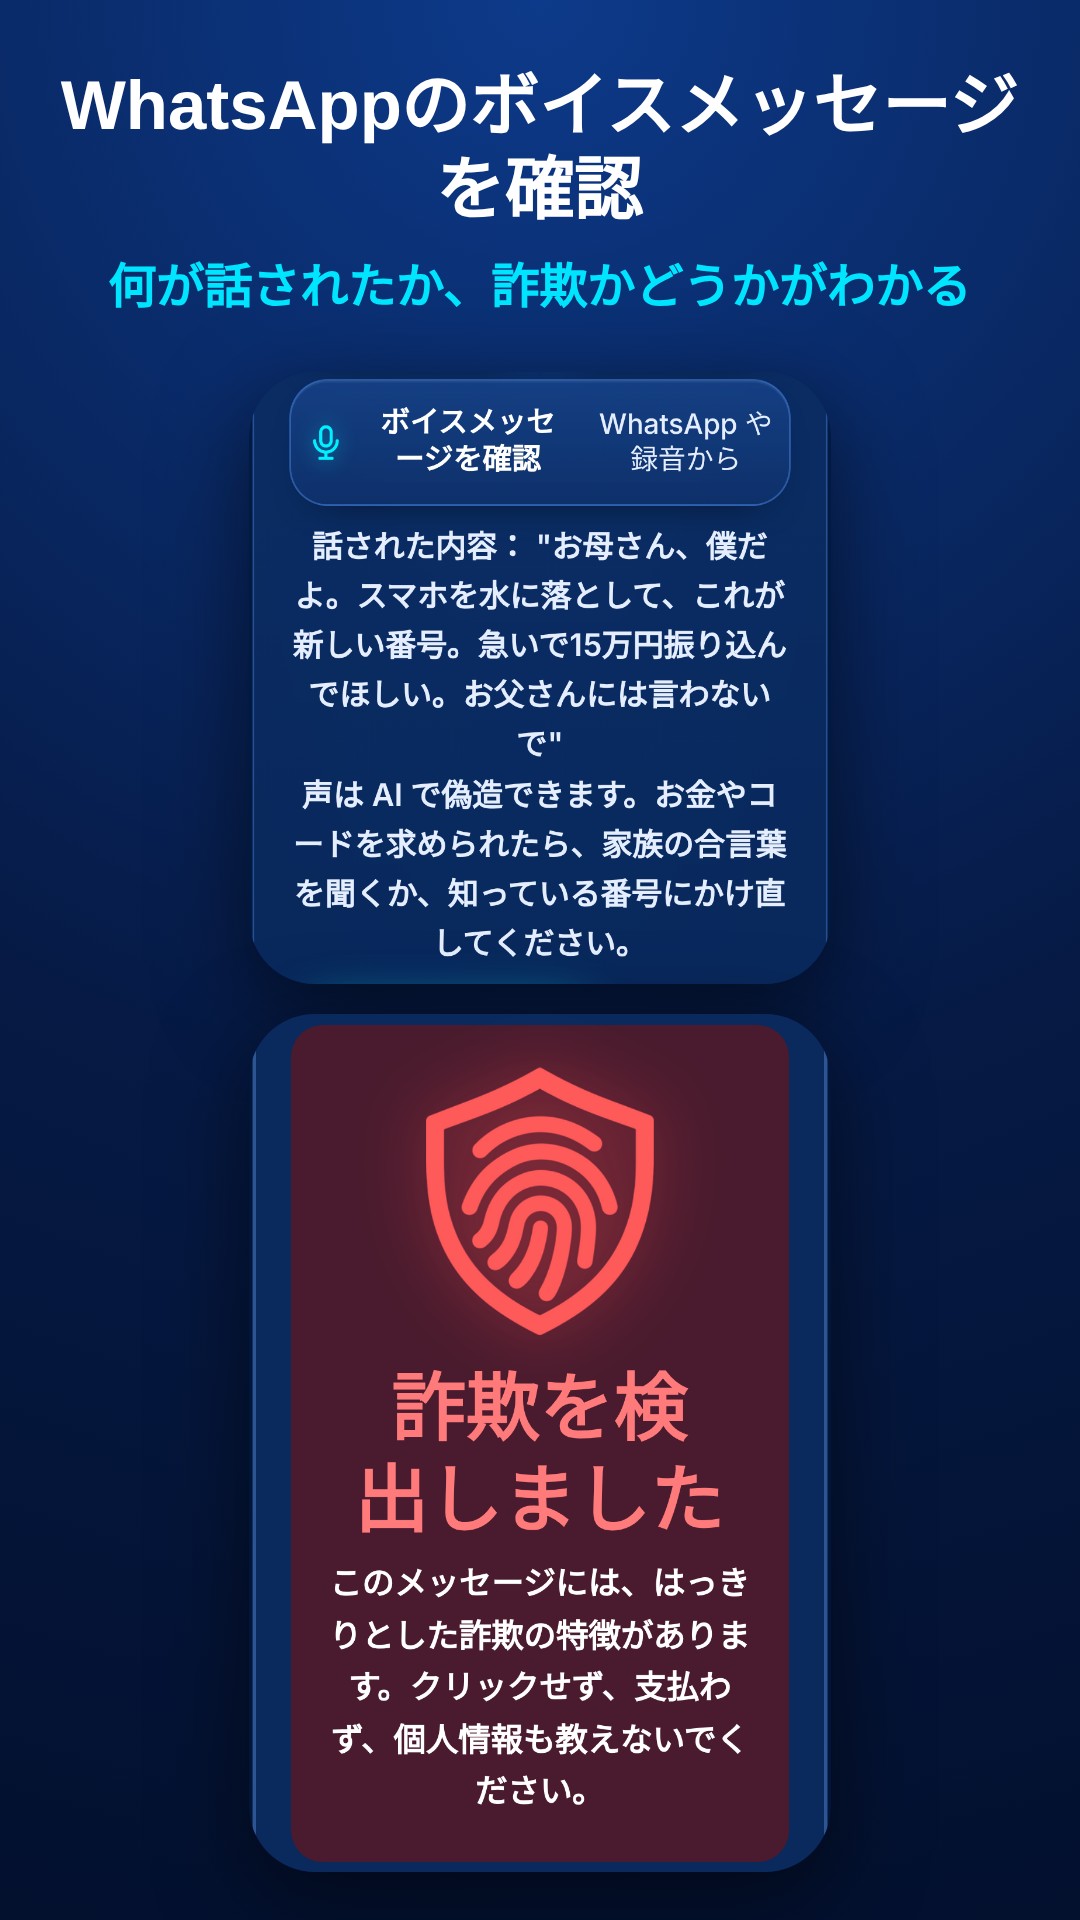 WhatsAppのボイスメッセージ
を確認
何が話されたか、詐欺かどうかがわかる
ボイスメッセ
ージを確認
WhatsApp や
録音から
話された内容： "お母さん、僕だ
よ。スマホを水に落として、これが
新しい番号。急いで15万円振り込ん
でほしい。お父さんには言わない
で"
声は AI で偽造できます。お金やコ
ードを求められたら、家族の合言葉
を聞くか、知っている番号にかけ直
してください。
詐欺を検
出しました
このメッセージには、はっき
りとした詐欺の特徴がありま
す。クリックせず、支払わ
ず、個人情報も教えないでく
ださい。